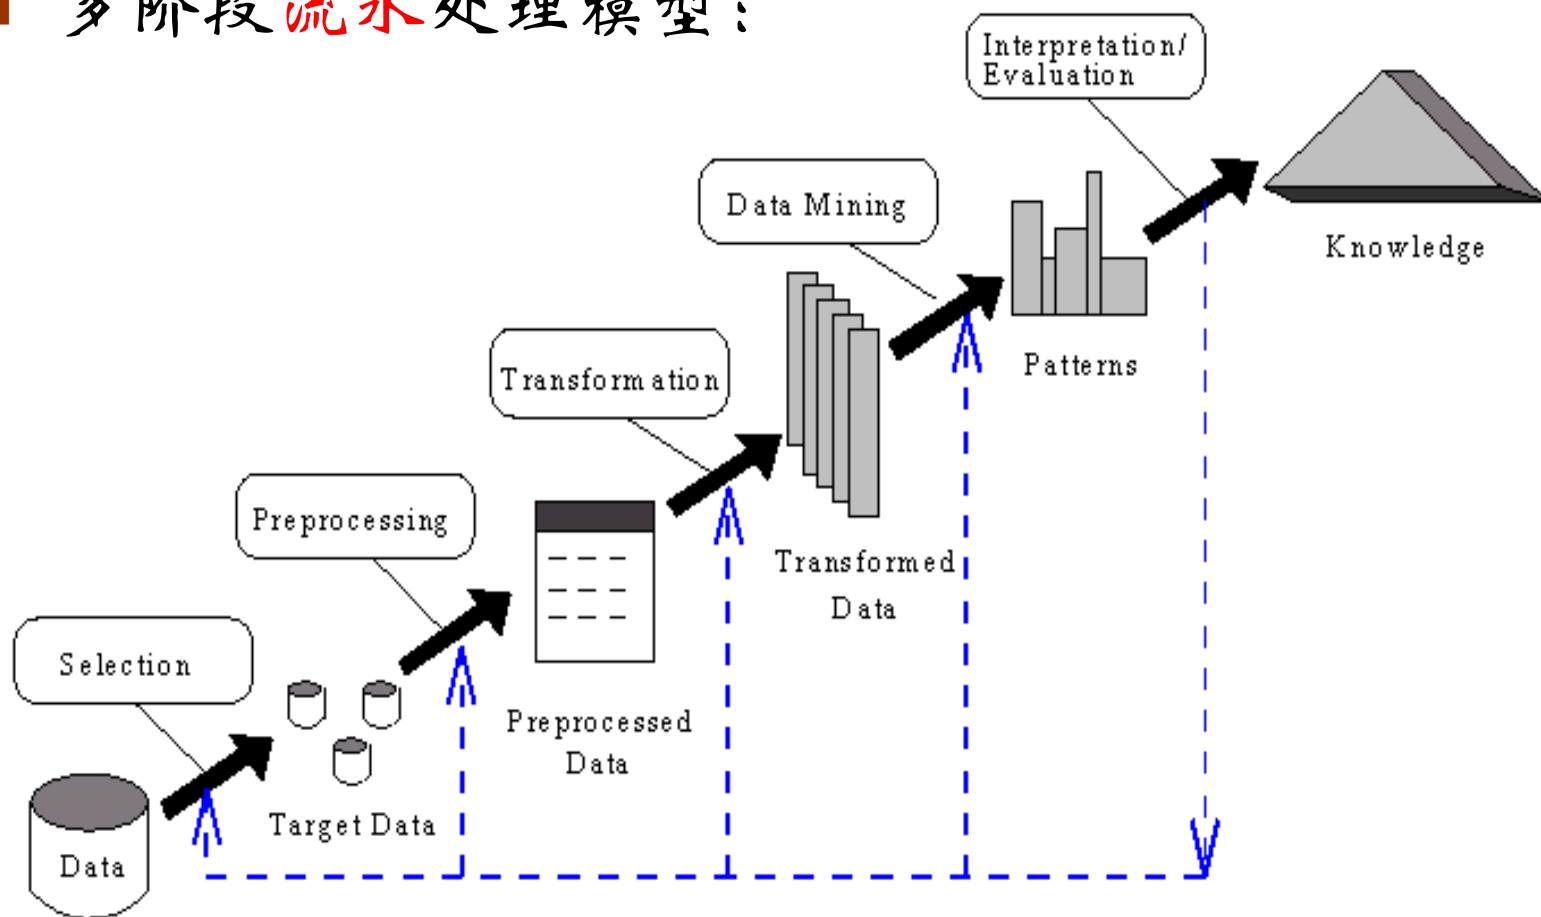 多阶段流水处理模型：
Interpretation/
Evaluation
Knowledge
Data Mining
Patterns
Transformation
Transformed
Data
Preprocessing
Preprocessed
Data
Selection
Target Data
Data